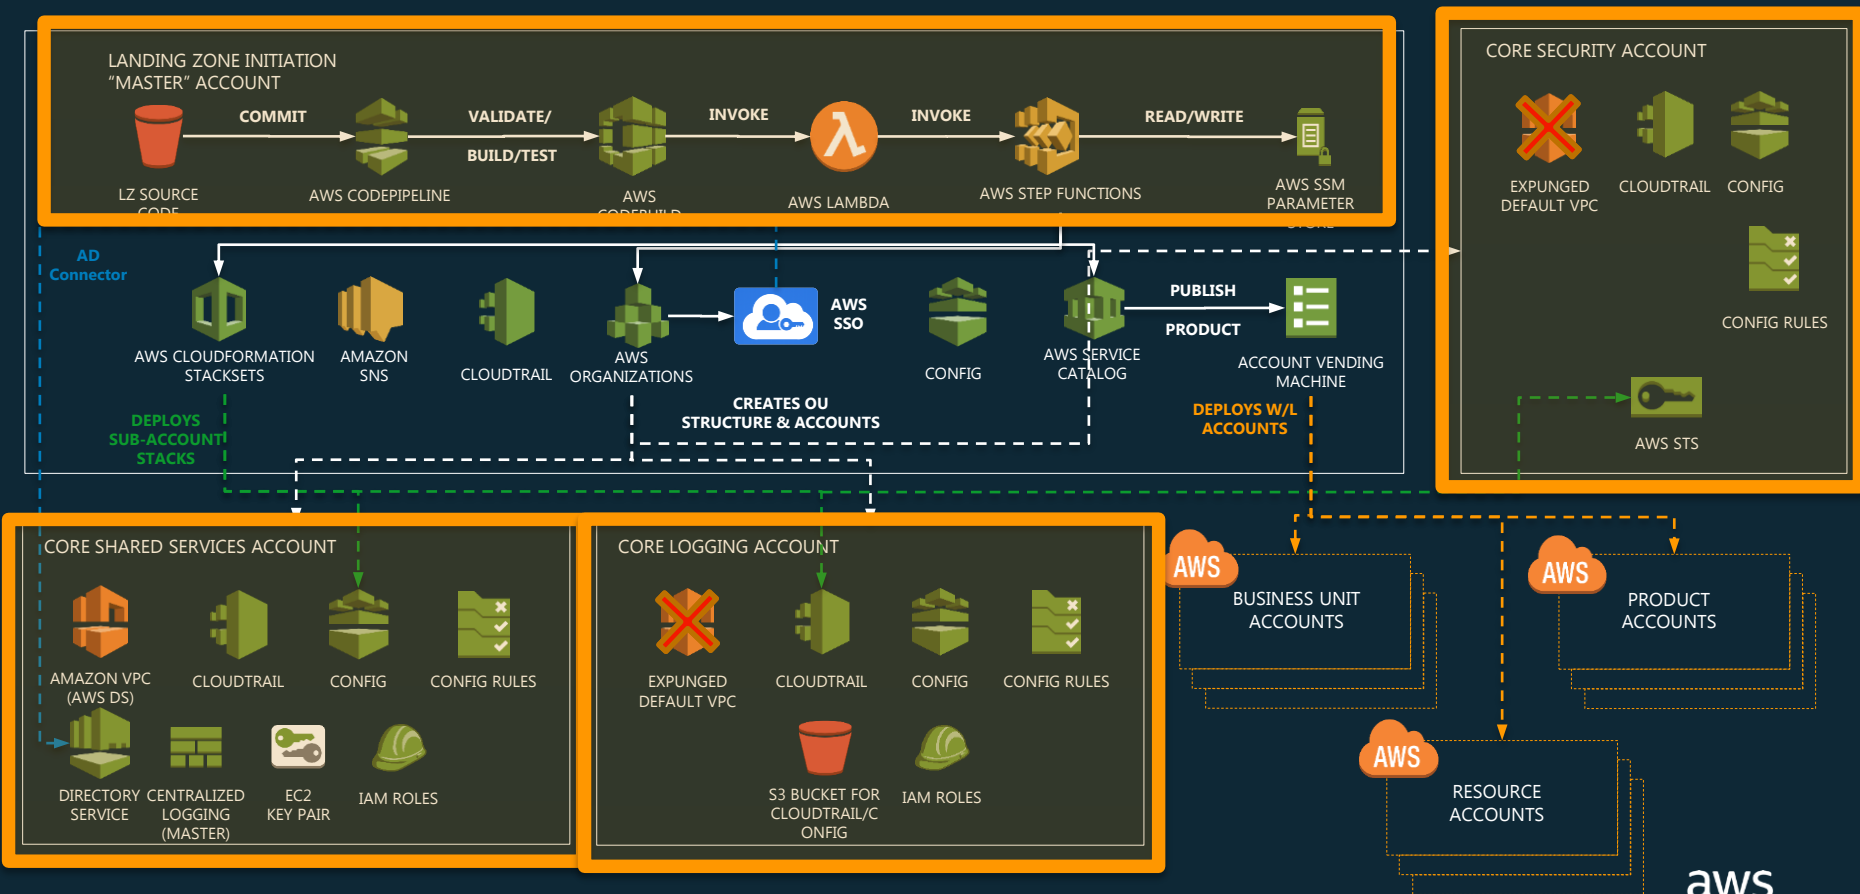 LANDING ZONE INITIATION
“MASTER” ACCOUNT
COMMIT
VALIDATE/
BUILD/TEST
INVOKE
INVOKE
READ/WRITE
LZ SOURCE
CODE
AWS CODEPIPELINE
AWS
CODEBUILD
AWS LAMBDA
AWS STEP FUNCTIONS
AWS SSM
PARAMETER
STORE
CORE SECURITY ACCOUNT
EXPUNGED
DEFAULT VPC
CLOUDTRAIL
CONFIG
CONFIG RULES
AWS STS
AD
Connector
AWS CLOUDFORMATION
STACKSETS
AMAZON
SNS
CLOUDTRAIL
AWS
ORGANIZATIONS
AWS
SSO
CONFIG
AWS SERVICE
CATALOG
PUBLISH
PRODUCT
ACCOUNT VENDING
MACHINE
DEPLOYS
SUB-ACCOUNT
STACKS
CREATES OU
STRUCTURE & ACCOUNTS
DEPLOYS W/L
ACCOUNTS
CORE SHARED SERVICES ACCOUNT
AMAZON VPC
(AWS DS)
CLOUDTRAIL
CONFIG
CONFIG RULES
DIRECTORY
SERVICE
CENTRALIZED
LOGGING
(MASTER)
EC2
KEY PAIR
IAM ROLES
CORE LOGGING ACCOUNT
EXPUNGED
DEFAULT VPC
CLOUDTRAIL
CONFIG
CONFIG RULES
S3 BUCKET FOR
CLOUDTRAIL/C
ONFIG
IAM ROLES
AWS
BUSINESS UNIT
ACCOUNTS
AWS
PRODUCT
ACCOUNTS
AWS
RESOURCE
ACCOUNTS
aws